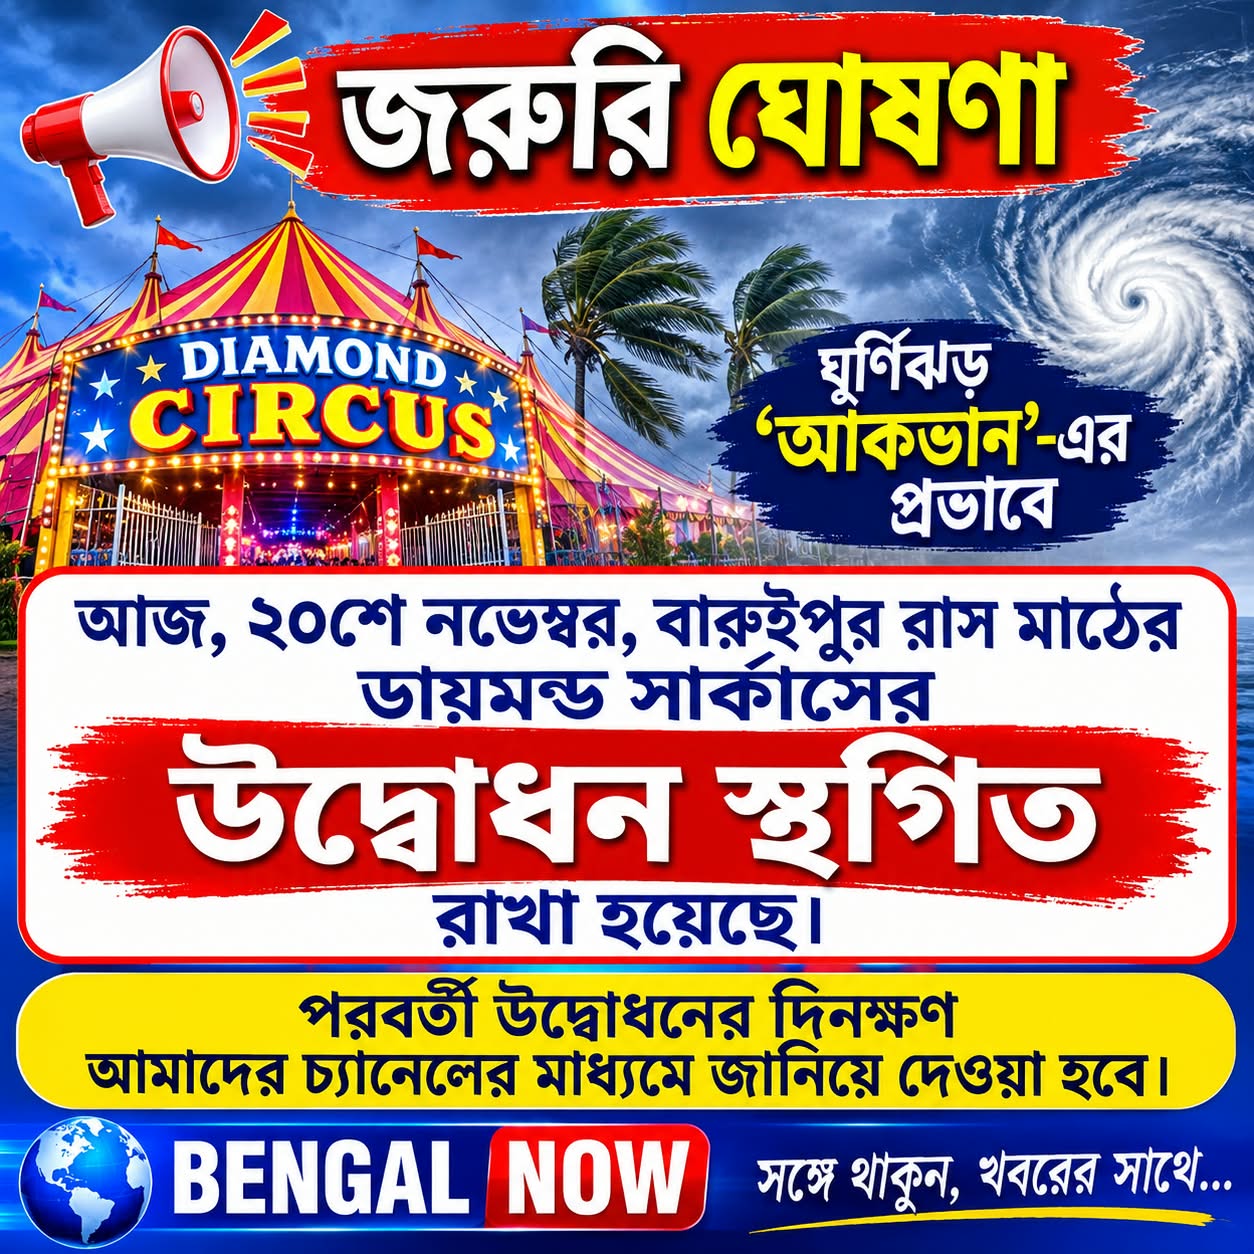 জরুরি ঘোষণা
DIAMOND
CIRCUS
ঘুর্ণিঝড়
‘আকভান’-এর
প্রভাবে
আজ, ২০শে নভেম্বর, বারুইপুর রাস মাঠের
ডায়মন্ড সার্কাসের
উদ্বোধন স্থগিত
রাখা হয়েছে।
পরবর্তী উদ্বোধনের দিনক্ষণ
আমাদের চ্যানেলের মাধ্যমে জানিয়ে দেওয়া হবে।
BENGAL NOW
সঙ্গে থাকুন, খবরের সাথে...